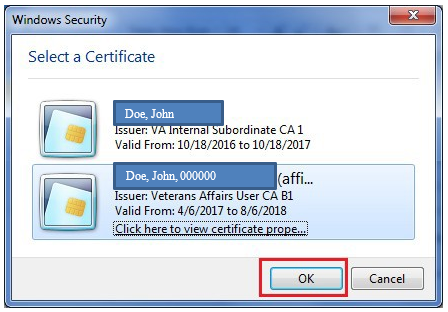 Windows Security
Select a Certificate
Doe, John
Issuer: VA Internal Subordinate CA 1
Valid From: 10/18/2016 to 10/18/2017
Doe, John, 000000 (affi...
Issuer: Veterans Affairs User CA B1
Valid From: 4/6/2017 to 8/6/2018
Click here to view certificate prope...
OK Cancel